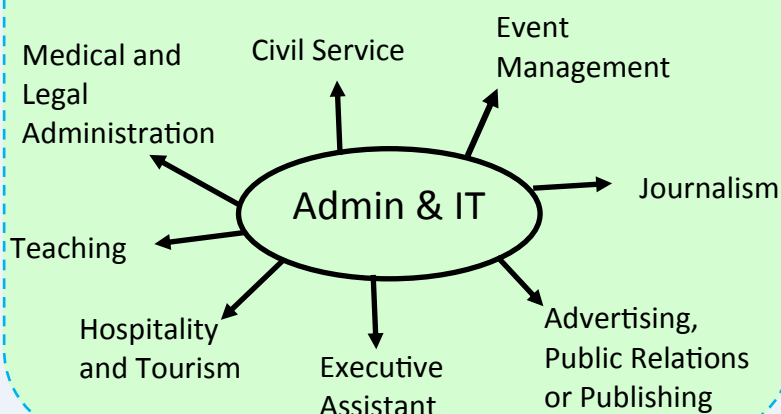 Medical and
Legal
Administration
Civil Service
Event
Management
Admin & IT
Journalism
Teaching
Hospitality
and Tourism
Executive
Assistant
Advertising,
Public Relations
or Publishing